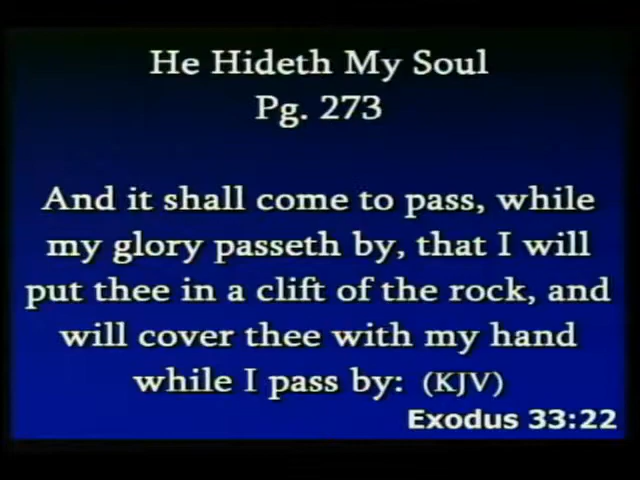 He Hideth My Soul
Pg. 273
And it shall come to pass, while
my glory passeth by, that I will
put thee in a clift of the rock, and
will cover thee with my hand
while I pass by: (KJV)
Exodus 33:22